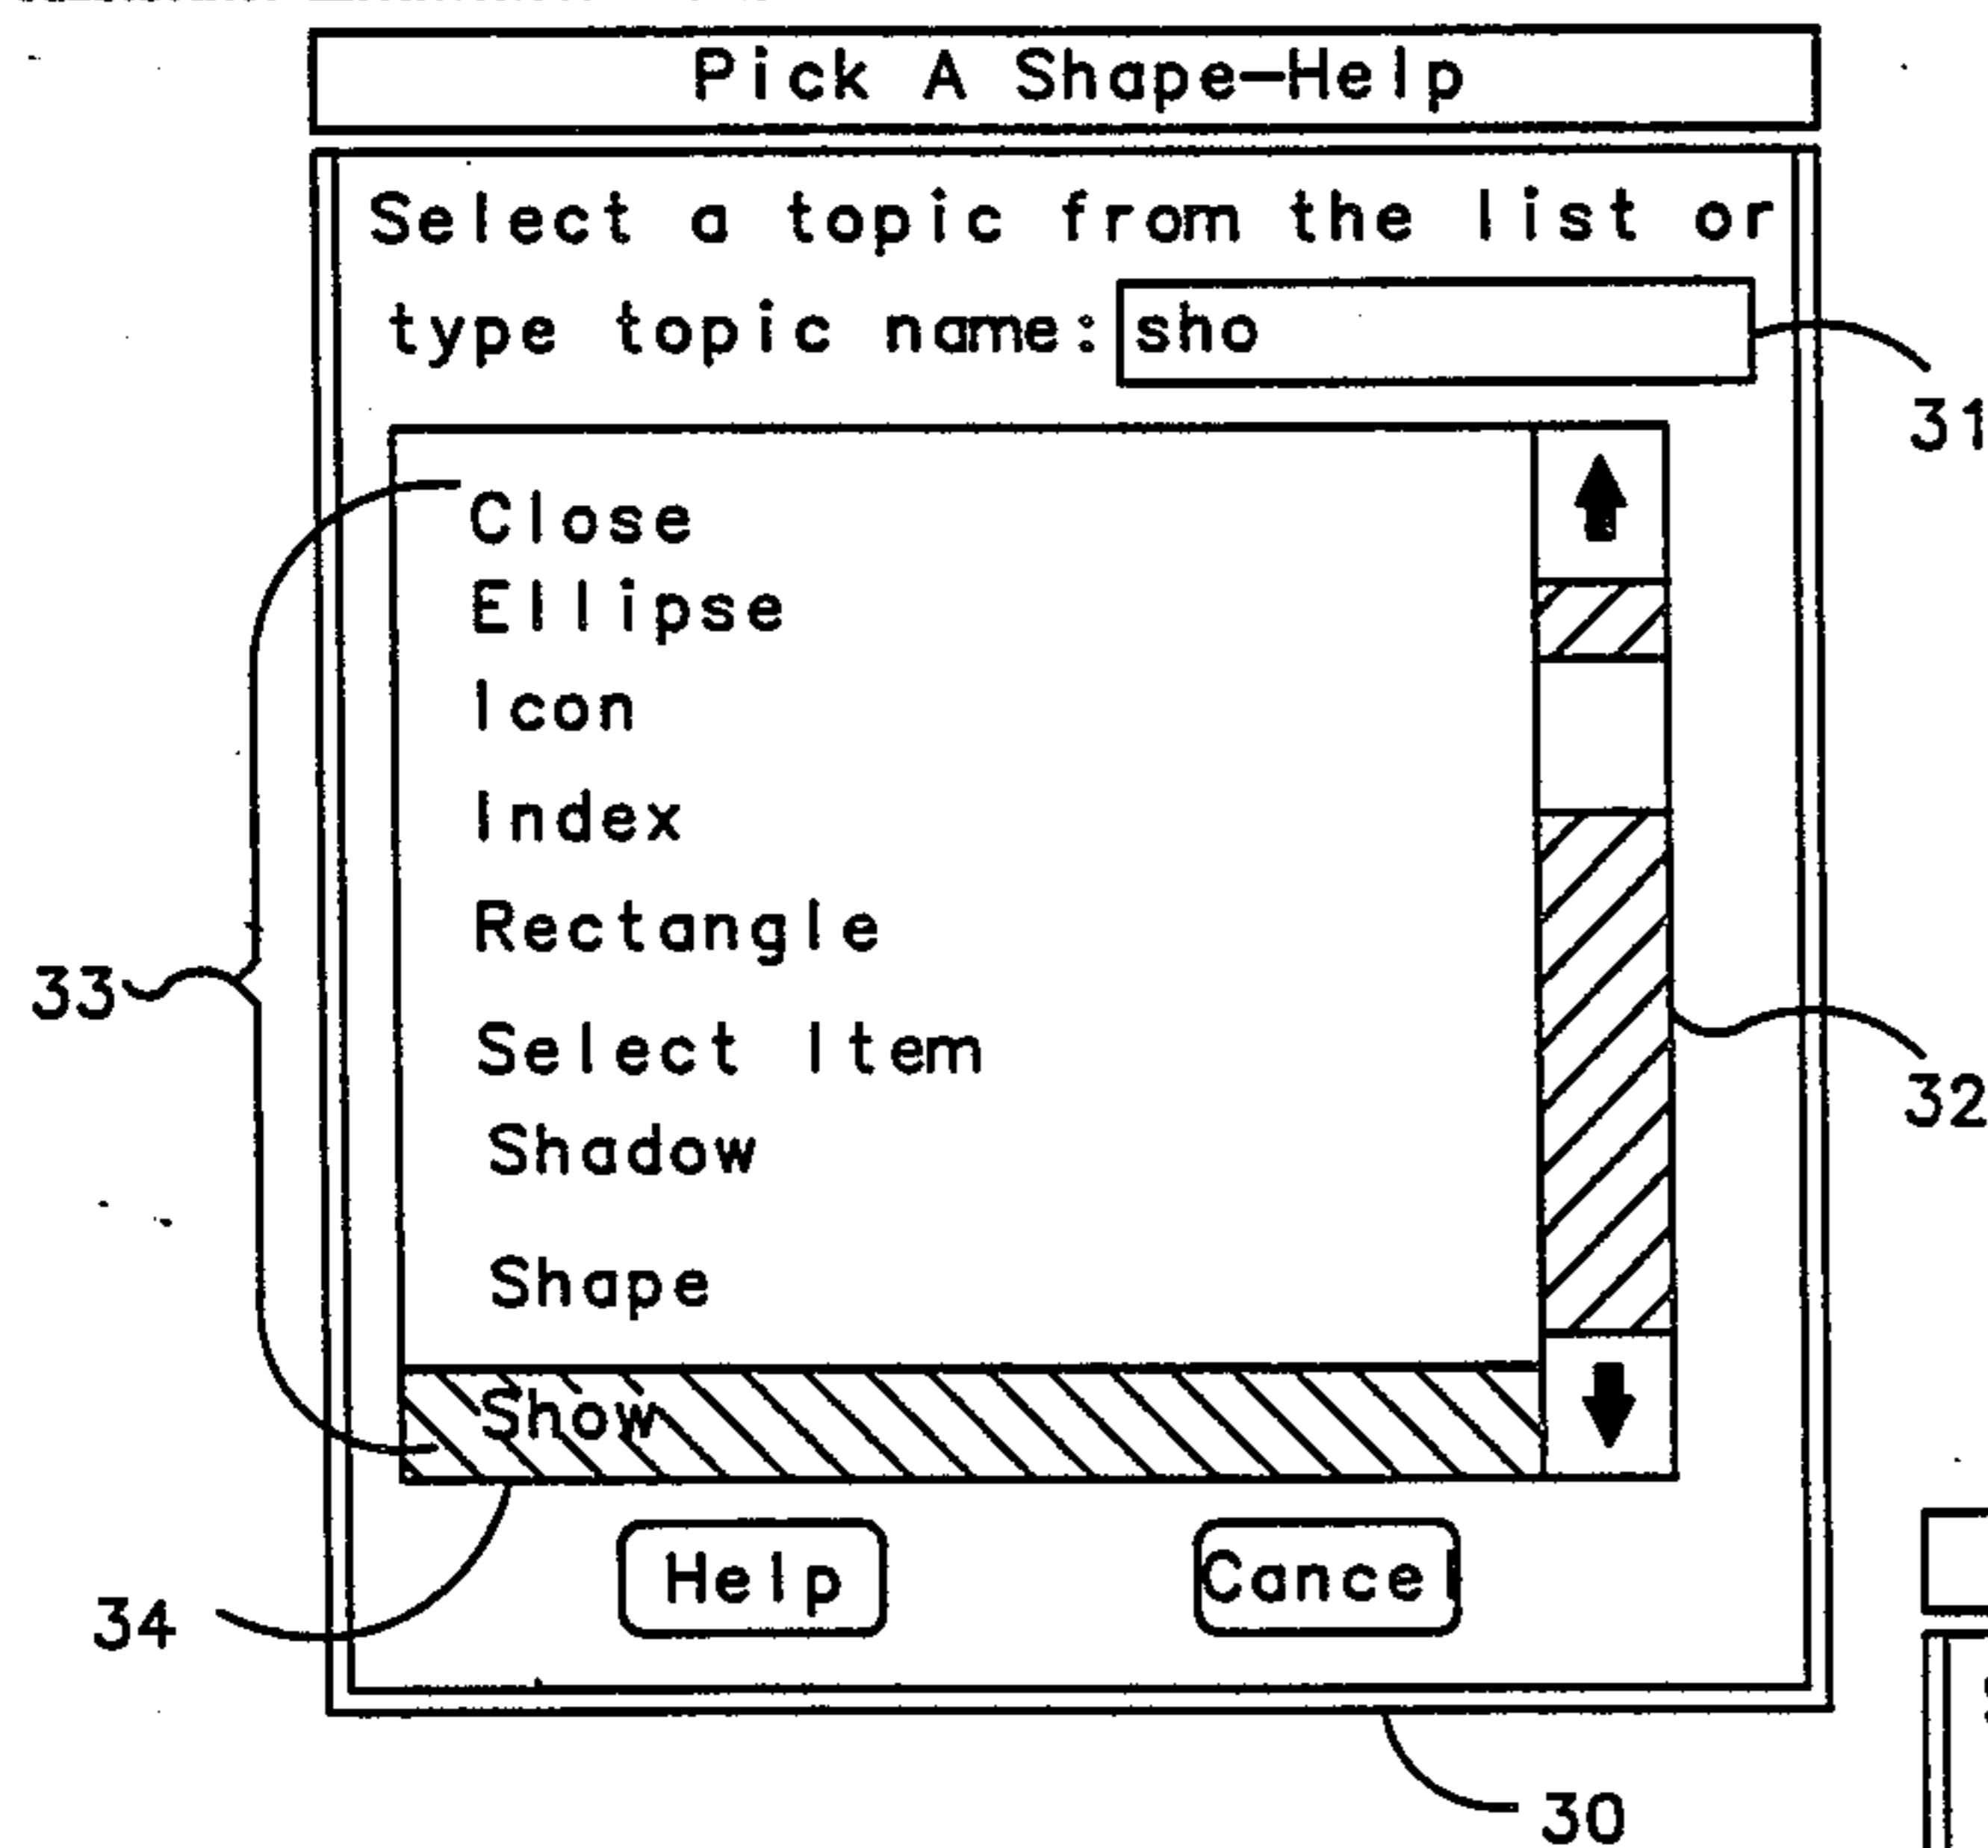 Pick A Shape-Help
Select a topic from the list or
type topic name: sho
31
Close
Ellipse
Icon
Index
Rectangle
33
Select Item
32
Shadow
Shape
Show
Help Cancel
34
30